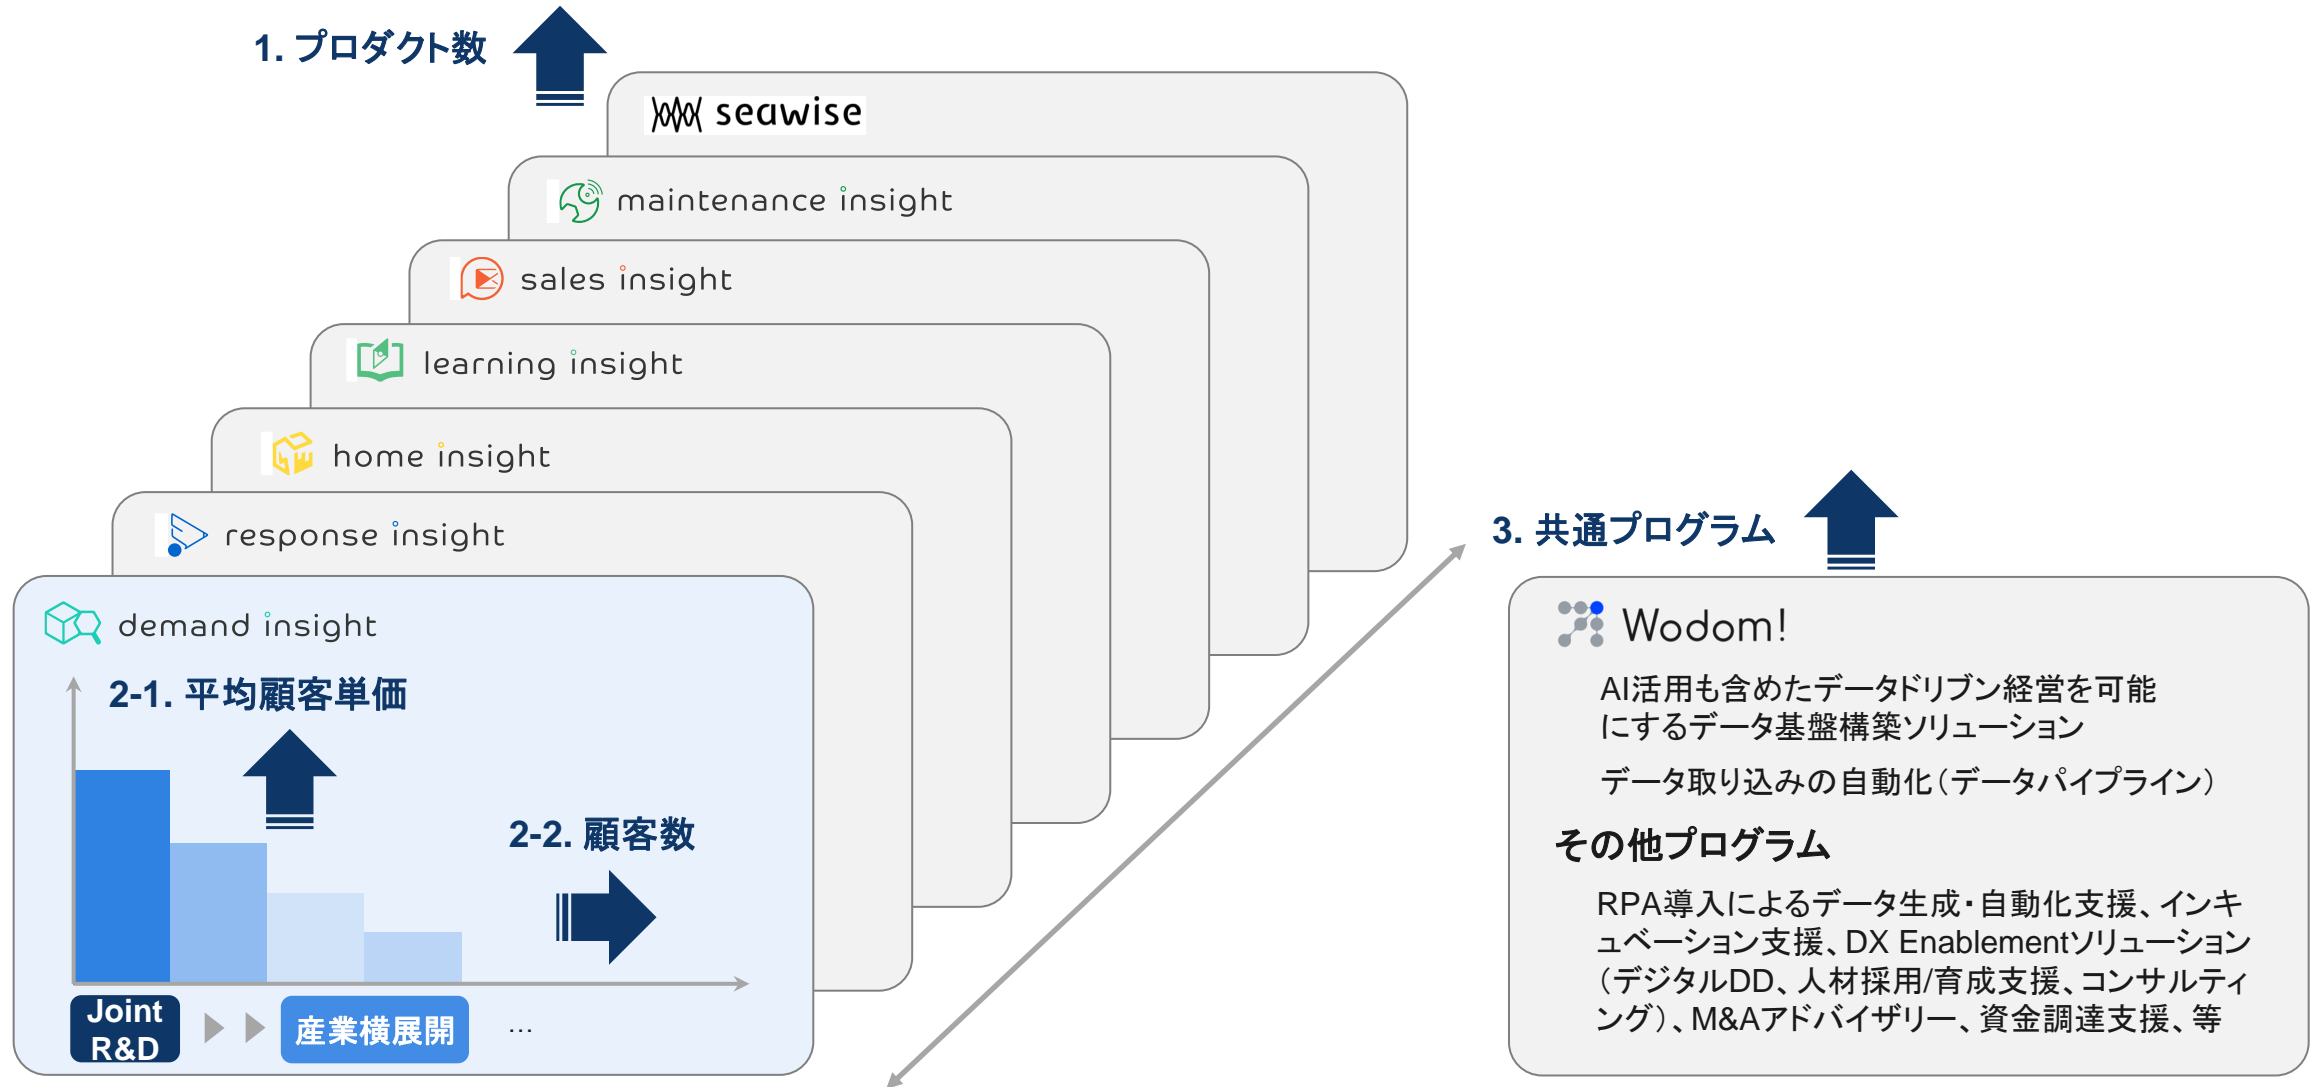 1. プロダクト数
seawise
maintenance insight
sales insight
learning insight
home insight
response insight
demand insight
2-1. 平均顧客単価
2-2. 顧客数
Joint
R&D
産業横展開
…
3. 共通プログラム
Wodom!
AI活用も含めたデータドリブン経営を可能
にするデータ基盤構築ソリューション
データ取り込みの自動化（データパイプライン）
その他プログラム
RPA導入によるデータ生成・自動化支援、インキ
ュベーション支援、DX Enablementソリューション
（デジタルDD、人材採用/育成支援、コンサルティ
ング）、M&Aアドバイザリー、資金調達支援、等